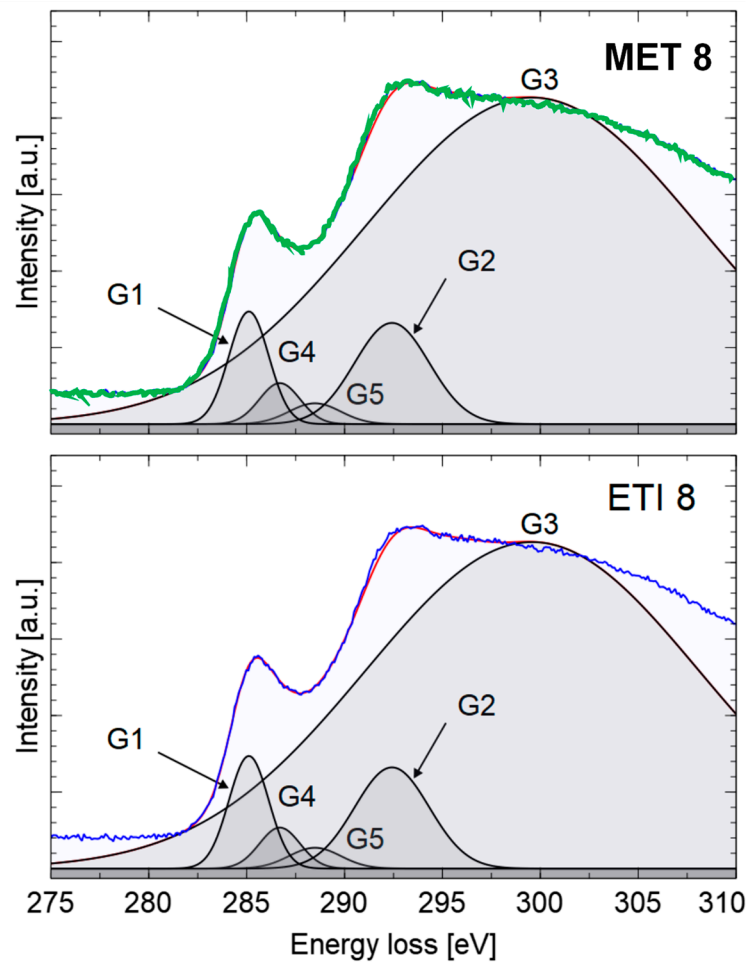 MET 8
G3
Intensity [a.u.]
G2
G1
G4
G5
ETI 8
G3
Intensity [a.u.]
G2
G1
G4
G5
275 280 285 290 295 300 305 310
Energy loss [eV]